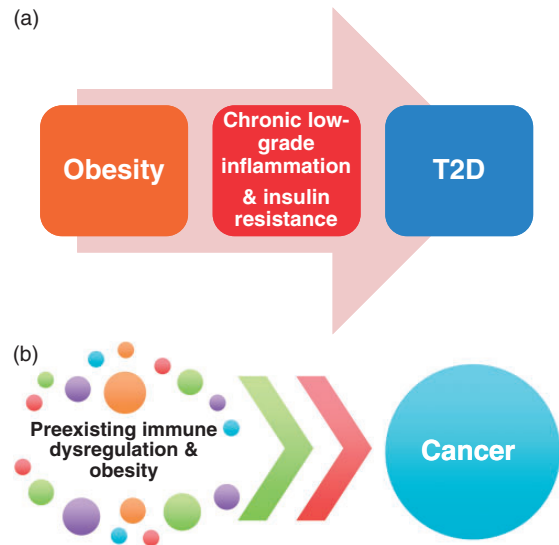 (a)
Obesity
Chronic low-
grade
inflammation
& insulin
resistance
T2D
(b)
Preexisting immune
dysregulation &
obesity
Cancer